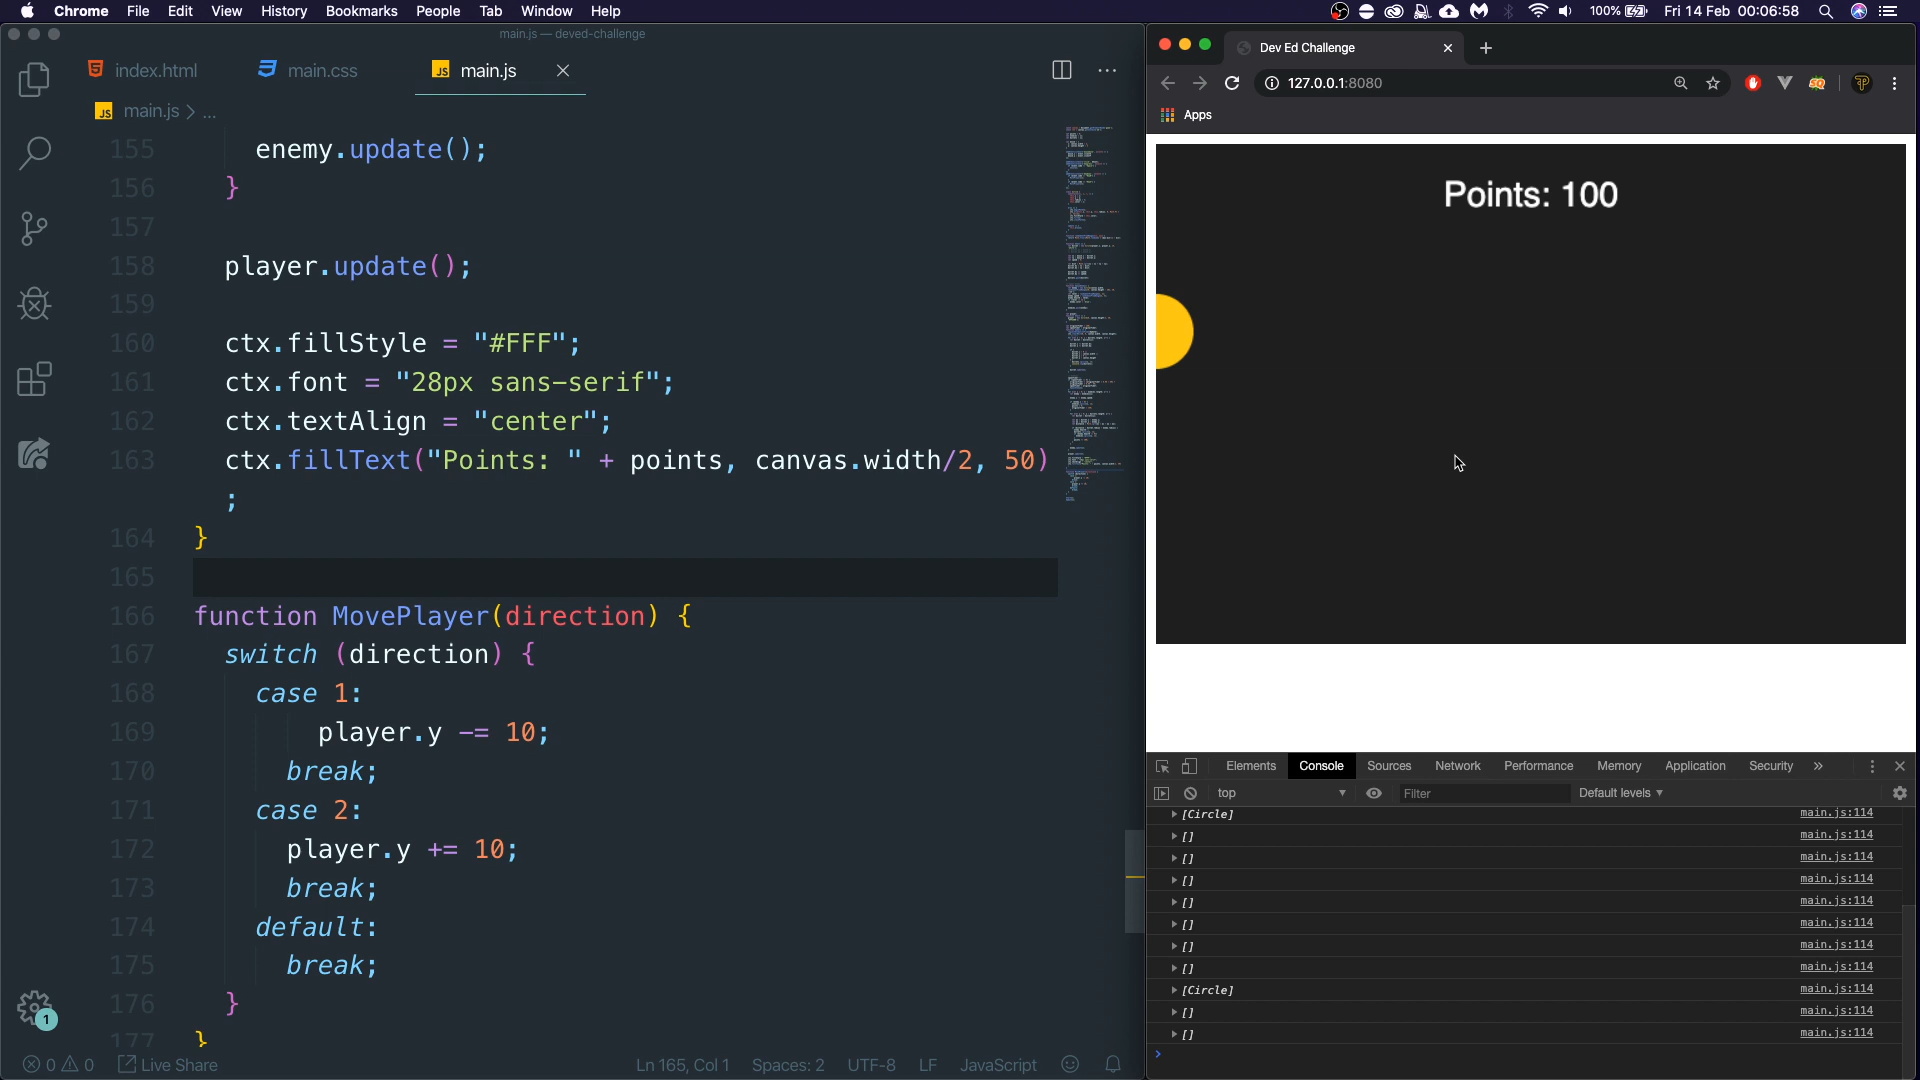 Chrome File Edit View History Bookmarks People Tab Window Help
100% Fri 14 Feb 00:06:58
main.js — deved-challenge
index.html main.css JS main.js
JS main.js > ...
155 enemy.update();
156 }
157
158 player.update();
159
160 ctx.fillStyle = "#FFF";
161 ctx.font = "28px sans-serif";
162 ctx.textAlign = "center";
163 ctx.fillText("Points: " + points, canvas.width/2, 50)
;
164 }
165
166 function MovePlayer(direction) {
167 switch (direction) {
168 case 1:
169 player.y -= 10;
170 break;
171 case 2:
172 player.y += 10;
173 break;
174 default:
175 break;
176 }
177 }
1
0 0 Live Share Ln 165, Col 1 Spaces: 2 UTF-8 LF JavaScript
Dev Ed Challenge
127.0.0.1:8080
Apps
Points: 100
Elements Console Sources Network Performance Memory Application Security »
top Filter Default levels
[Circle] main.js:114
[] main.js:114
[] main.js:114
[] main.js:114
[] main.js:114
[] main.js:114
[] main.js:114
[] main.js:114
[Circle] main.js:114
[] main.js:114
[] main.js:114
>